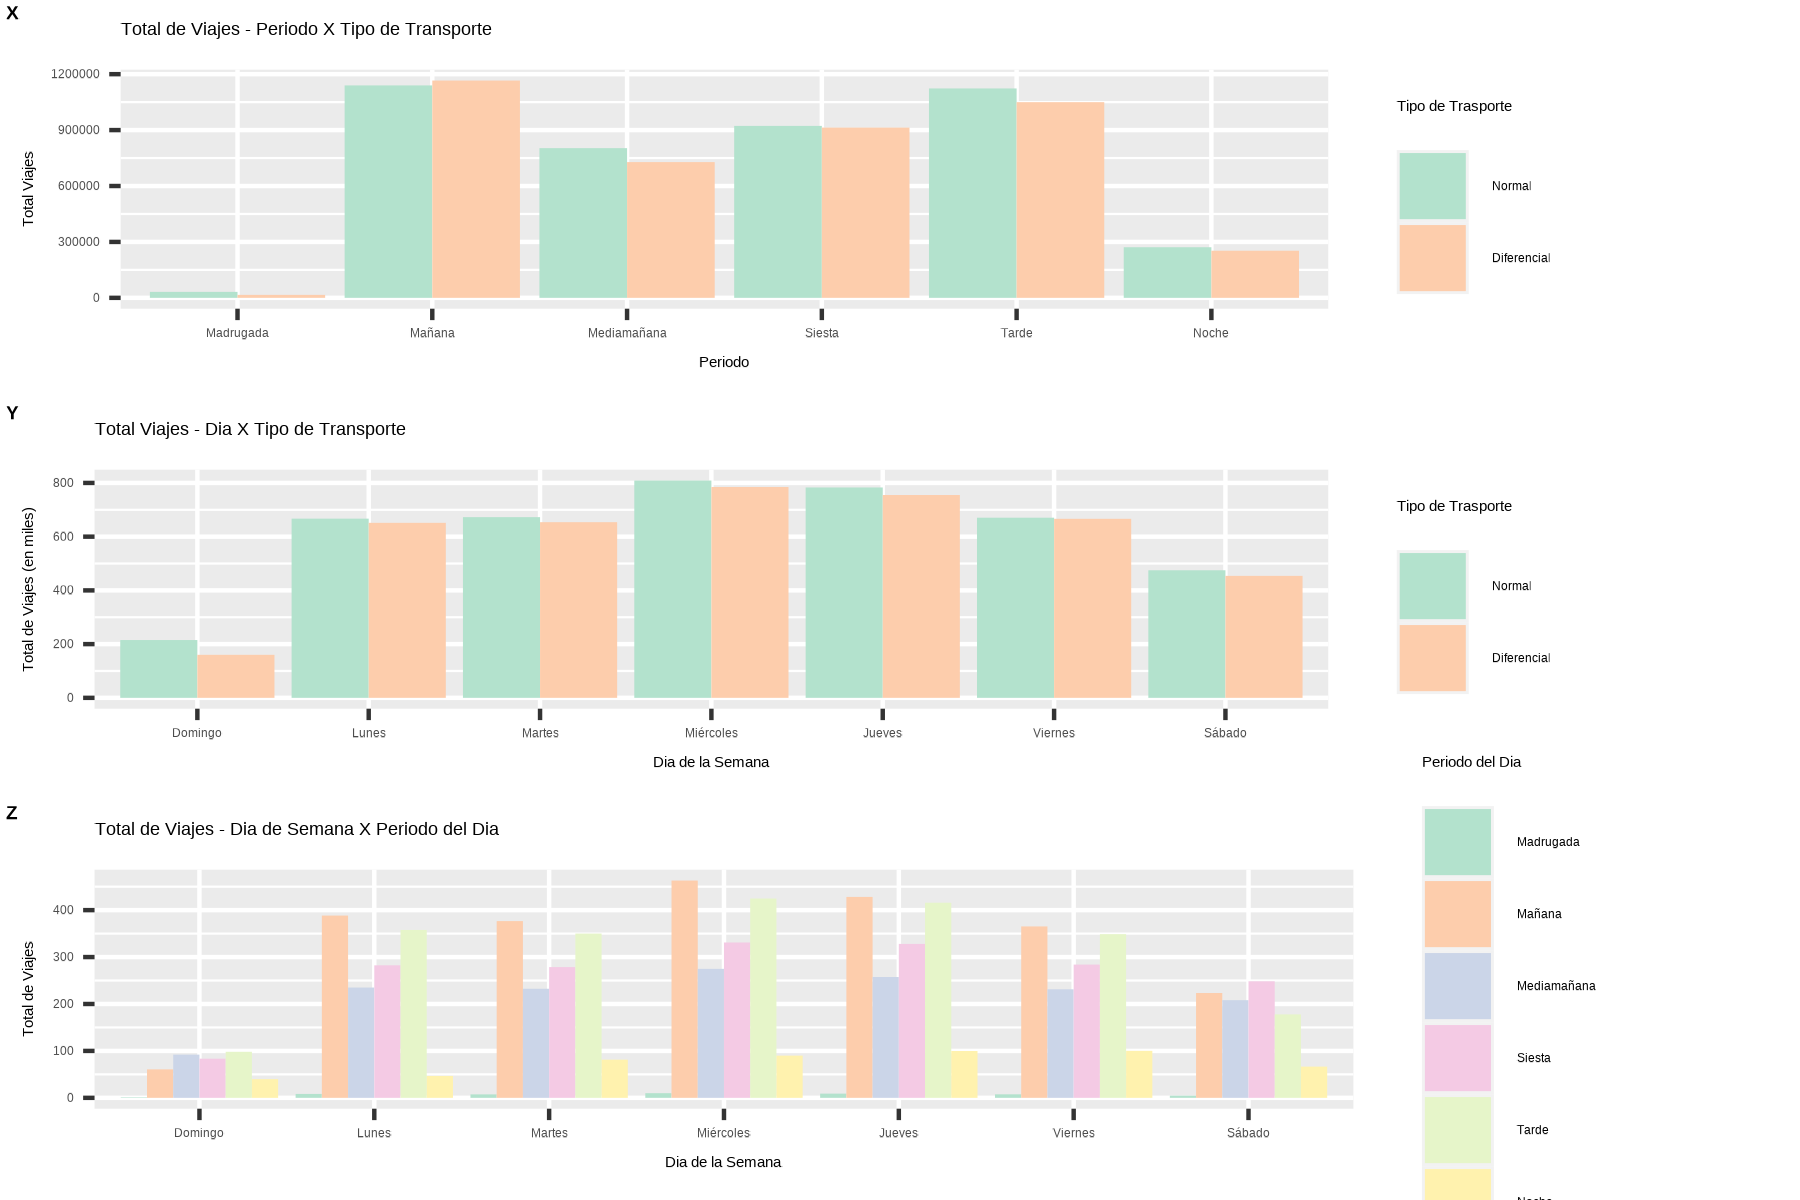 X
Total de Viajes - Periodo X Tipo de Transporte
Total Viajes
1200000
900000
600000
300000
0
Madrugada Mañana Mediamañana Siesta Tarde Noche
Periodo
Tipo de Trasporte
Normal
Diferencial
Y
Total Viajes - Dia X Tipo de Transporte
Total de Viajes (en miles)
800
600
400
200
0
Domingo Lunes Martes Miércoles Jueves Viernes Sábado
Dia de la Semana
Tipo de Trasporte
Normal
Diferencial
Z
Total de Viajes - Dia de Semana X Periodo del Dia
Total de Viajes
400
300
200
100
0
Domingo Lunes Martes Miércoles Jueves Viernes Sábado
Dia de la Semana
Periodo del Dia
Madrugada
Mañana
Mediamañana
Siesta
Tarde